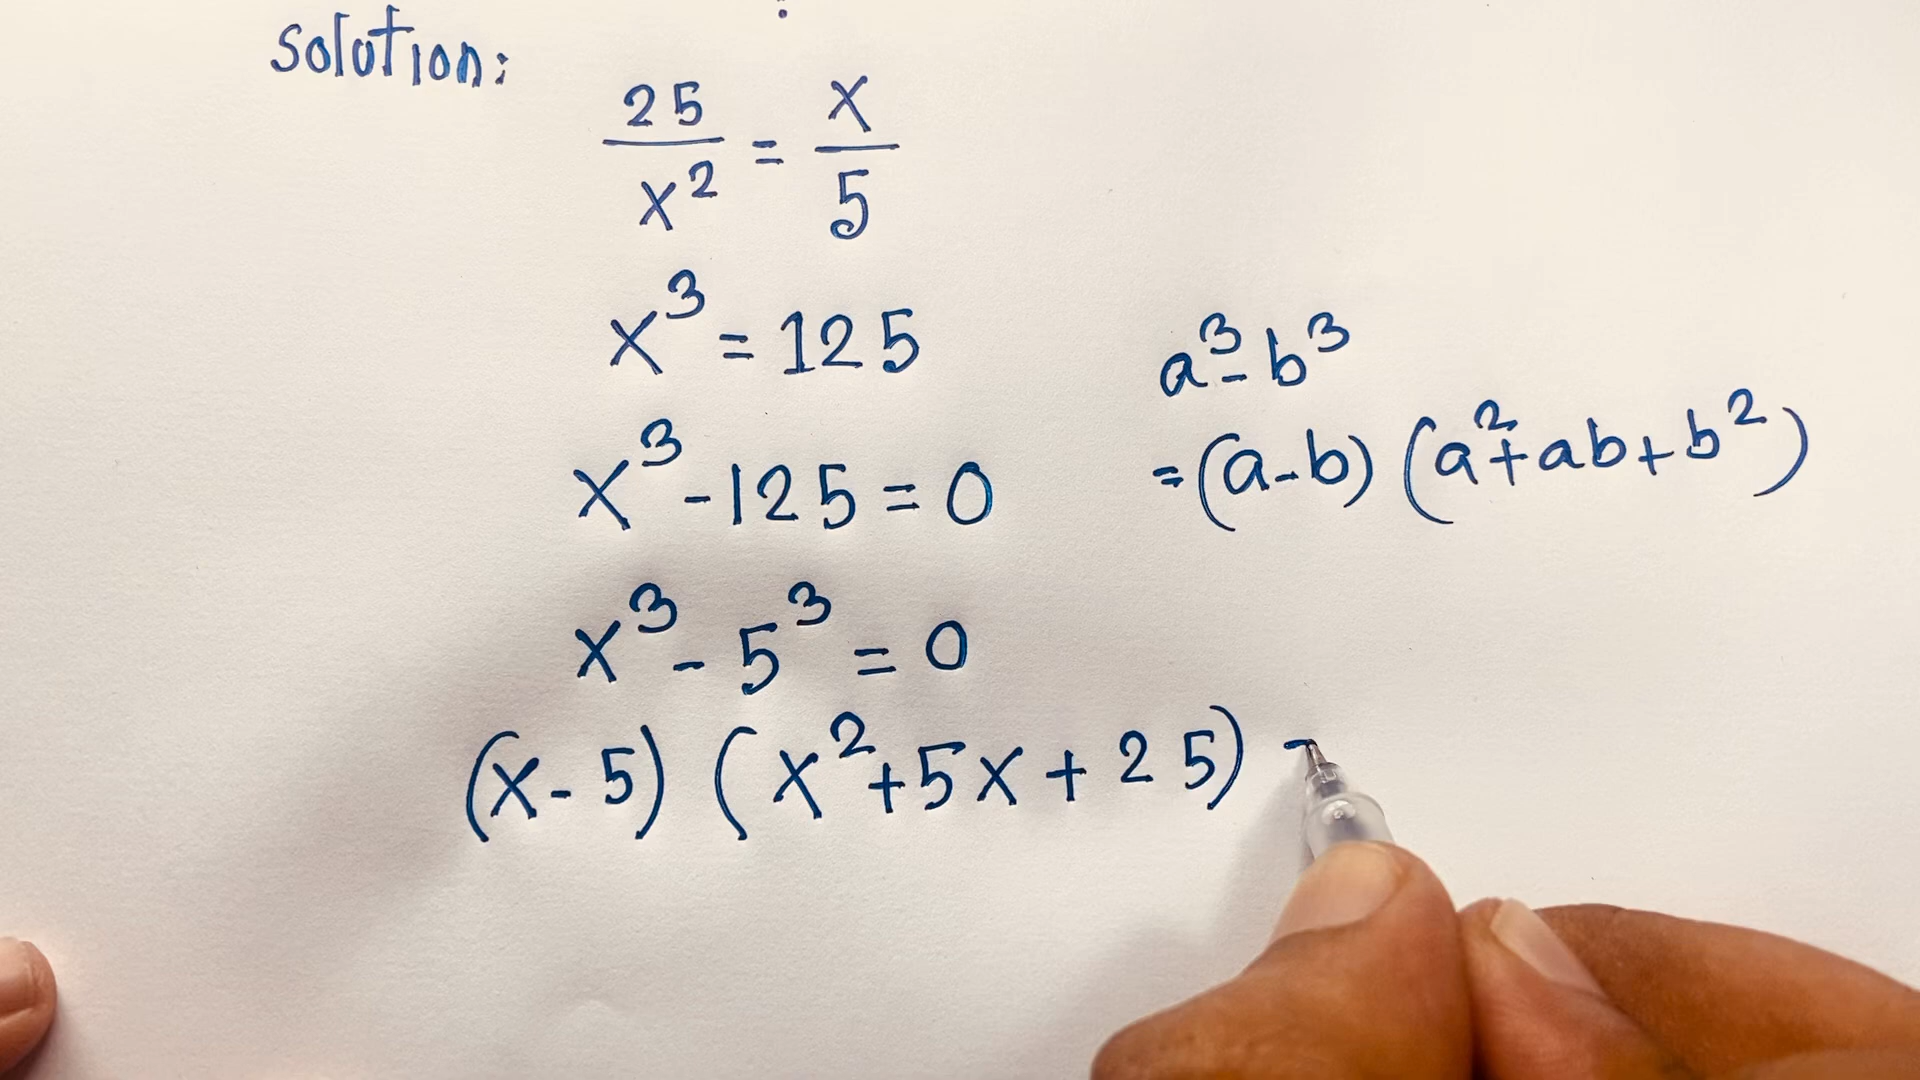 Solution:
25/x² = x/5
x³ = 125
x³ - 125 = 0
a³ - b³
= (a - b) (a² + ab + b²)
x³ - 5³ = 0
(x - 5) (x² + 5x + 25) -